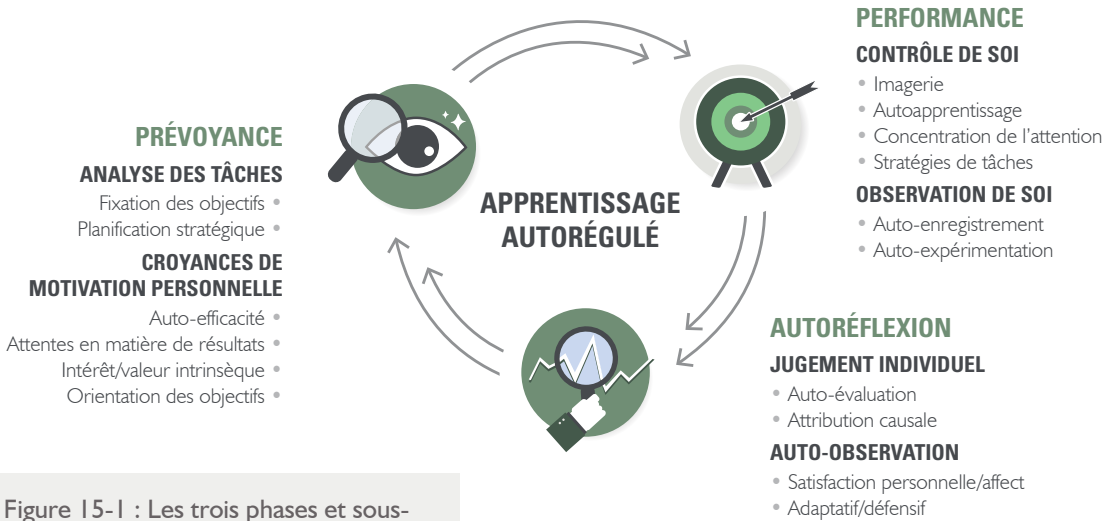 PRÉVOYANCE
ANALYSE DES TÂCHES
Fixation des objectifs •
Planification stratégique •
CROYANCES DE
MOTIVATION PERSONNELLE
Auto-efficacité •
Attentes en matière de résultats •
Intérêt/valeur intrinsèque •
Orientation des objectifs •
APPRENTISSAGE
AUTORÉGULÉ
PERFORMANCE
CONTRÔLE DE SOI
• Imagerie
• Autoapprentissage
• Concentration de l'attention
• Stratégies de tâches
OBSERVATION DE SOI
• Auto-enregistrement
• Auto-expérimentation
AUTORÉFLEXION
JUGEMENT INDIVIDUEL
• Auto-évaluation
• Attribution causale
AUTO-OBSERVATION
• Satisfaction personnelle/affect
• Adaptatif/défensif
Figure 15-1 : Les trois phases et sous-